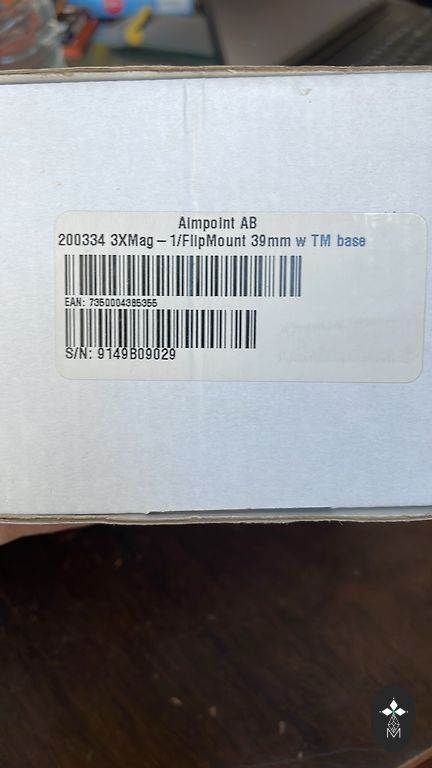 Aimpoint AB
200334 3XMag-1/FlipMount 39mm w TM base
EAN: 7350004385355
S/N: 9149B09029
M